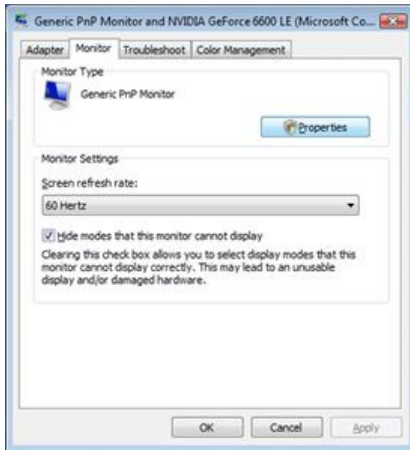 Generic PnP Monitor and NVIDIA GeForce 6600 LE (Microsoft Co...
Adapter Monitor Troubleshoot Color Management
Monitor Type
Generic PnP Monitor
Properties
Monitor Settings
Screen refresh rate:
60 Hertz
Hide modes that this monitor cannot display
Clearing this check box allows you to select display modes that this
monitor cannot display correctly. This may lead to an unusable
display and/or damaged hardware.
OK Cancel Apply